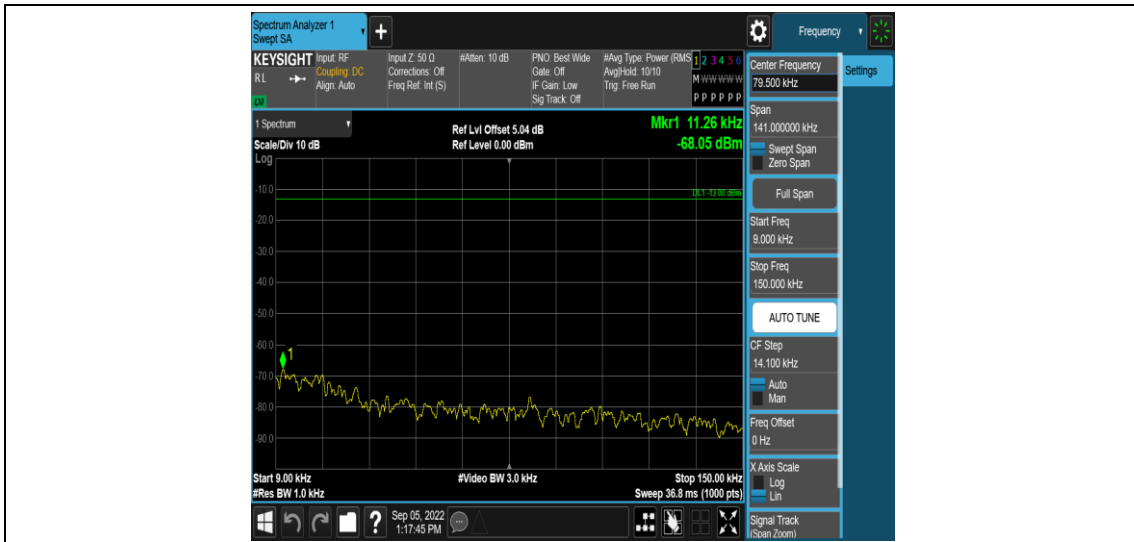 Spectrum Analyzer 1
Swept SA
+
Frequency
KEYSIGHT
Input: RF
Input Z: 50 Ω
#Atten: 10 dB
PNO: Best Wide
#Avg Type: Power (RMS
1 2 3 4 5 6
RL
Coupling: DC
Corrections: Off
Gate: Off
Avg|Hold: 10/10
M W W W W W
Align: Auto
Freq Ref: Int (S)
IF Gain: Low
Trig: Free Run
Sig Track: Off
P P P P P P
LXI
1 Spectrum
Ref Lvl Offset 5.04 dB
Mkr1 11.26 kHz
Scale/Div 10 dB
Ref Level 0.00 dBm
-68.05 dBm
Log
DL1 -13.00 dBm
-10.0
-20.0
-30.0
-40.0
-50.0
-60.0
1
-70.0
-80.0
-90.0
Start 9.00 kHz
#Video BW 3.0 kHz
Stop 150.00 kHz
#Res BW 1.0 kHz
Sweep 36.8 ms (1000 pts)
?
Sep 05, 2022
1:17:45 PM
Center Frequency
79.500 kHz
Settings
Span
141.000000 kHz
Swept Span
Zero Span
Full Span
Start Freq
9.000 kHz
Stop Freq
150.000 kHz
AUTO TUNE
CF Step
14.100 kHz
Auto
Man
Freq Offset
0 Hz
X Axis Scale
Log
Lin
Signal Track
(Span Zoom)